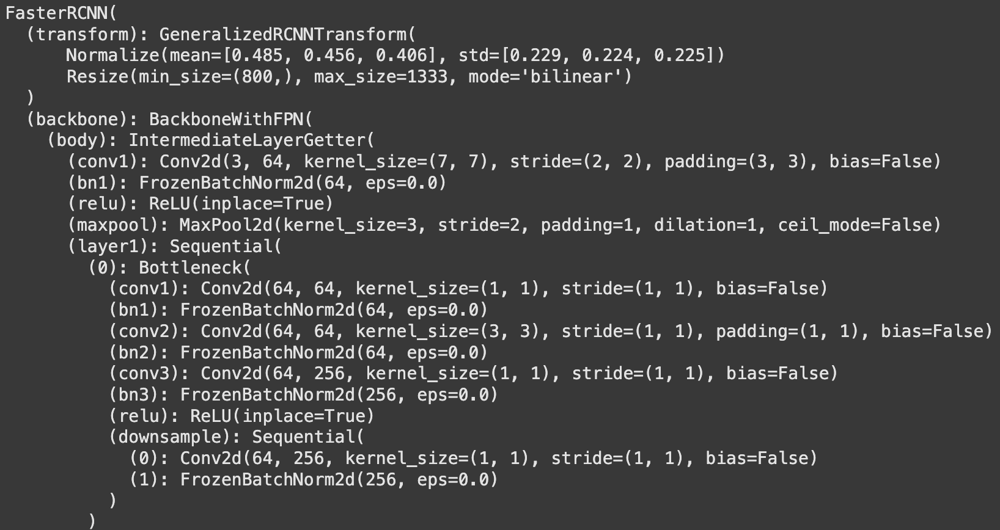 FasterRCNN(
  (transform): GeneralizedRCNNTransform(
      Normalize(mean=[0.485, 0.456, 0.406], std=[0.229, 0.224, 0.225])
      Resize(min_size=(800,), max_size=1333, mode='bilinear')
  )
  (backbone): BackboneWithFPN(
    (body): IntermediateLayerGetter(
      (conv1): Conv2d(3, 64, kernel_size=(7, 7), stride=(2, 2), padding=(3, 3), bias=False)
      (bn1): FrozenBatchNorm2d(64, eps=0.0)
      (relu): ReLU(inplace=True)
      (maxpool): MaxPool2d(kernel_size=3, stride=2, padding=1, dilation=1, ceil_mode=False)
      (layer1): Sequential(
        (0): Bottleneck(
          (conv1): Conv2d(64, 64, kernel_size=(1, 1), stride=(1, 1), bias=False)
          (bn1): FrozenBatchNorm2d(64, eps=0.0)
          (conv2): Conv2d(64, 64, kernel_size=(3, 3), stride=(1, 1), padding=(1, 1), bias=False)
          (bn2): FrozenBatchNorm2d(64, eps=0.0)
          (conv3): Conv2d(64, 256, kernel_size=(1, 1), stride=(1, 1), bias=False)
          (bn3): FrozenBatchNorm2d(256, eps=0.0)
          (relu): ReLU(inplace=True)
          (downsample): Sequential(
            (0): Conv2d(64, 256, kernel_size=(1, 1), stride=(1, 1), bias=False)
            (1): FrozenBatchNorm2d(256, eps=0.0)
          )
        )